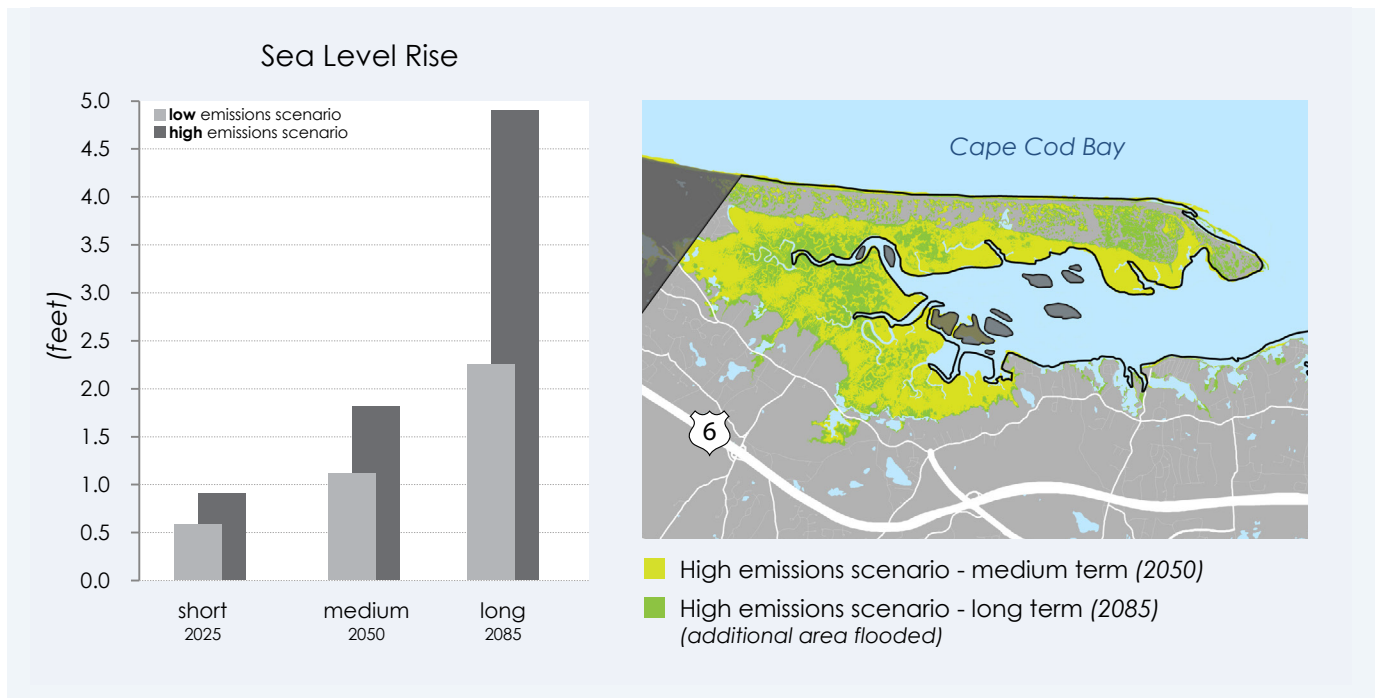 Sea Level Rise
5.0
4.5
4.0
3.5
3.0
2.5
2.0
1.5
1.0
0.5
0.0
(feet)
low emissions scenario
high emissions scenario
short
2025
medium
2050
long
2085
Cape Cod Bay
6
High emissions scenario - medium term (2050)
High emissions scenario - long term (2085)
(additional area flooded)